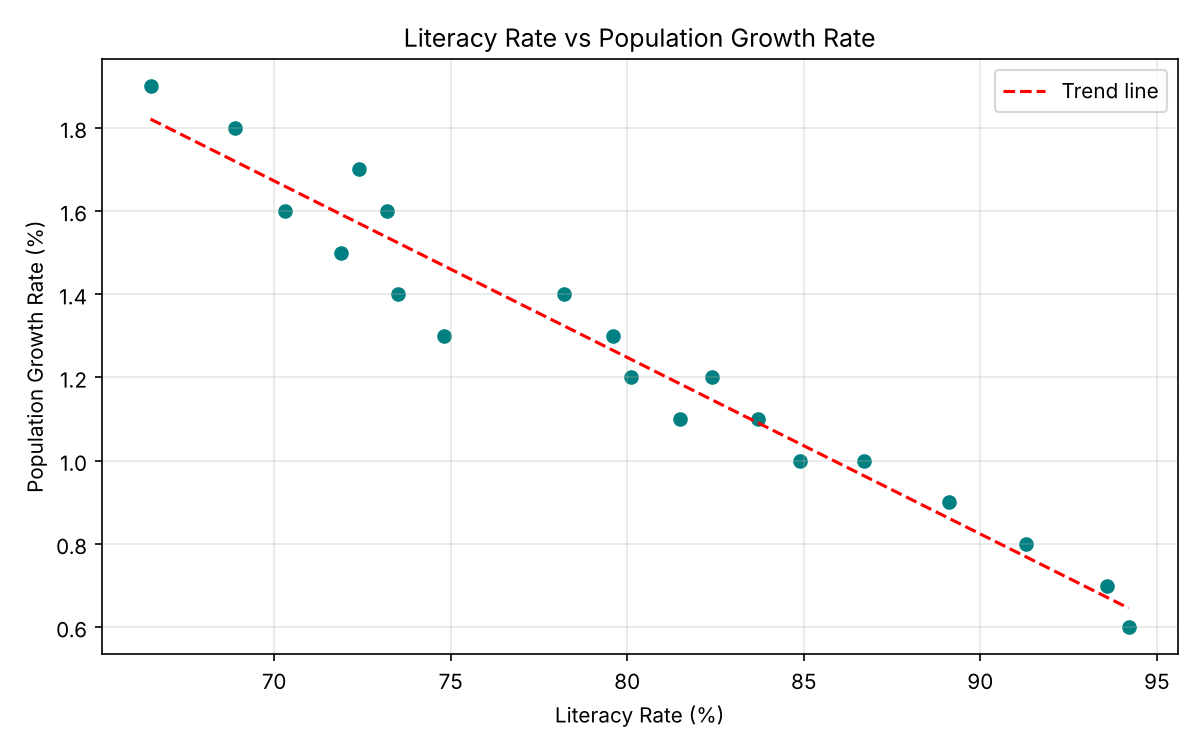 Literacy Rate vs Population Growth Rate
Trend line
Population Growth Rate (%)
1.8
1.6
1.4
1.2
1.0
0.8
0.6
70 75 80 85 90 95
Literacy Rate (%)